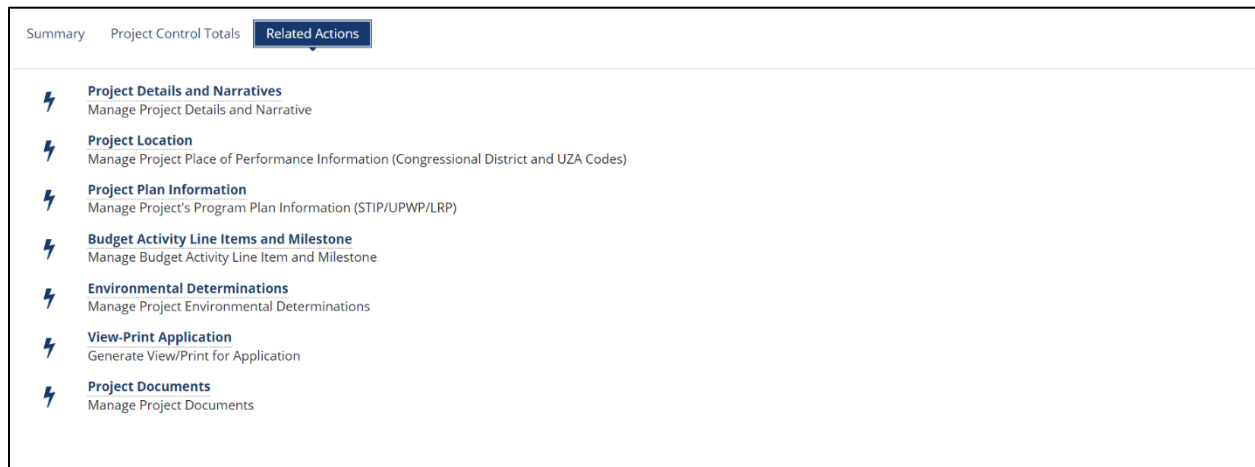 Summary Project Control Totals Related Actions
Project Details and Narratives
Manage Project Details and Narrative
Project Location
Manage Project Place of Performance Information (Congressional District and UZA Codes)
Project Plan Information
Manage Project's Program Plan Information (STIP/UPWP/LRP)
Budget Activity Line Items and Milestone
Manage Budget Activity Line Item and Milestone
Environmental Determinations
Manage Project Environmental Determinations
View-Print Application
Generate View/Print for Application
Project Documents
Manage Project Documents